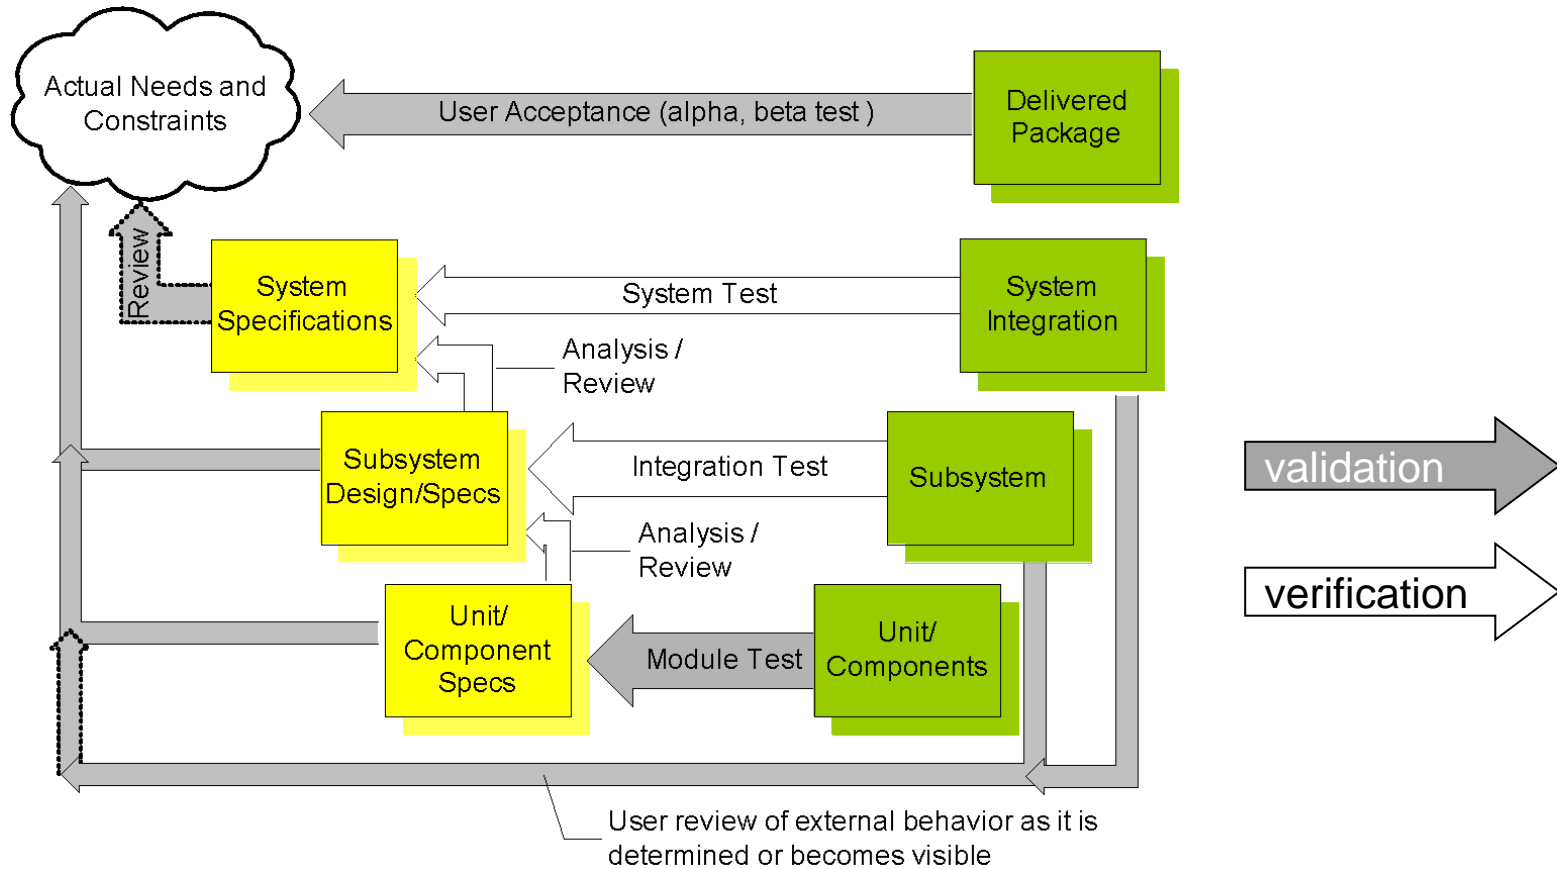 Actual Needs and
Constraints
User Acceptance (alpha, beta test )
Delivered
Package
Review
System
Specifications
System Test
System
Integration
Analysis /
Review
Subsystem
Design/Specs
Integration Test
Subsystem
validation
Analysis /
Review
verification
Unit/
Component
Specs
Module Test
Unit/
Components
User review of external behavior as it is
determined or becomes visible